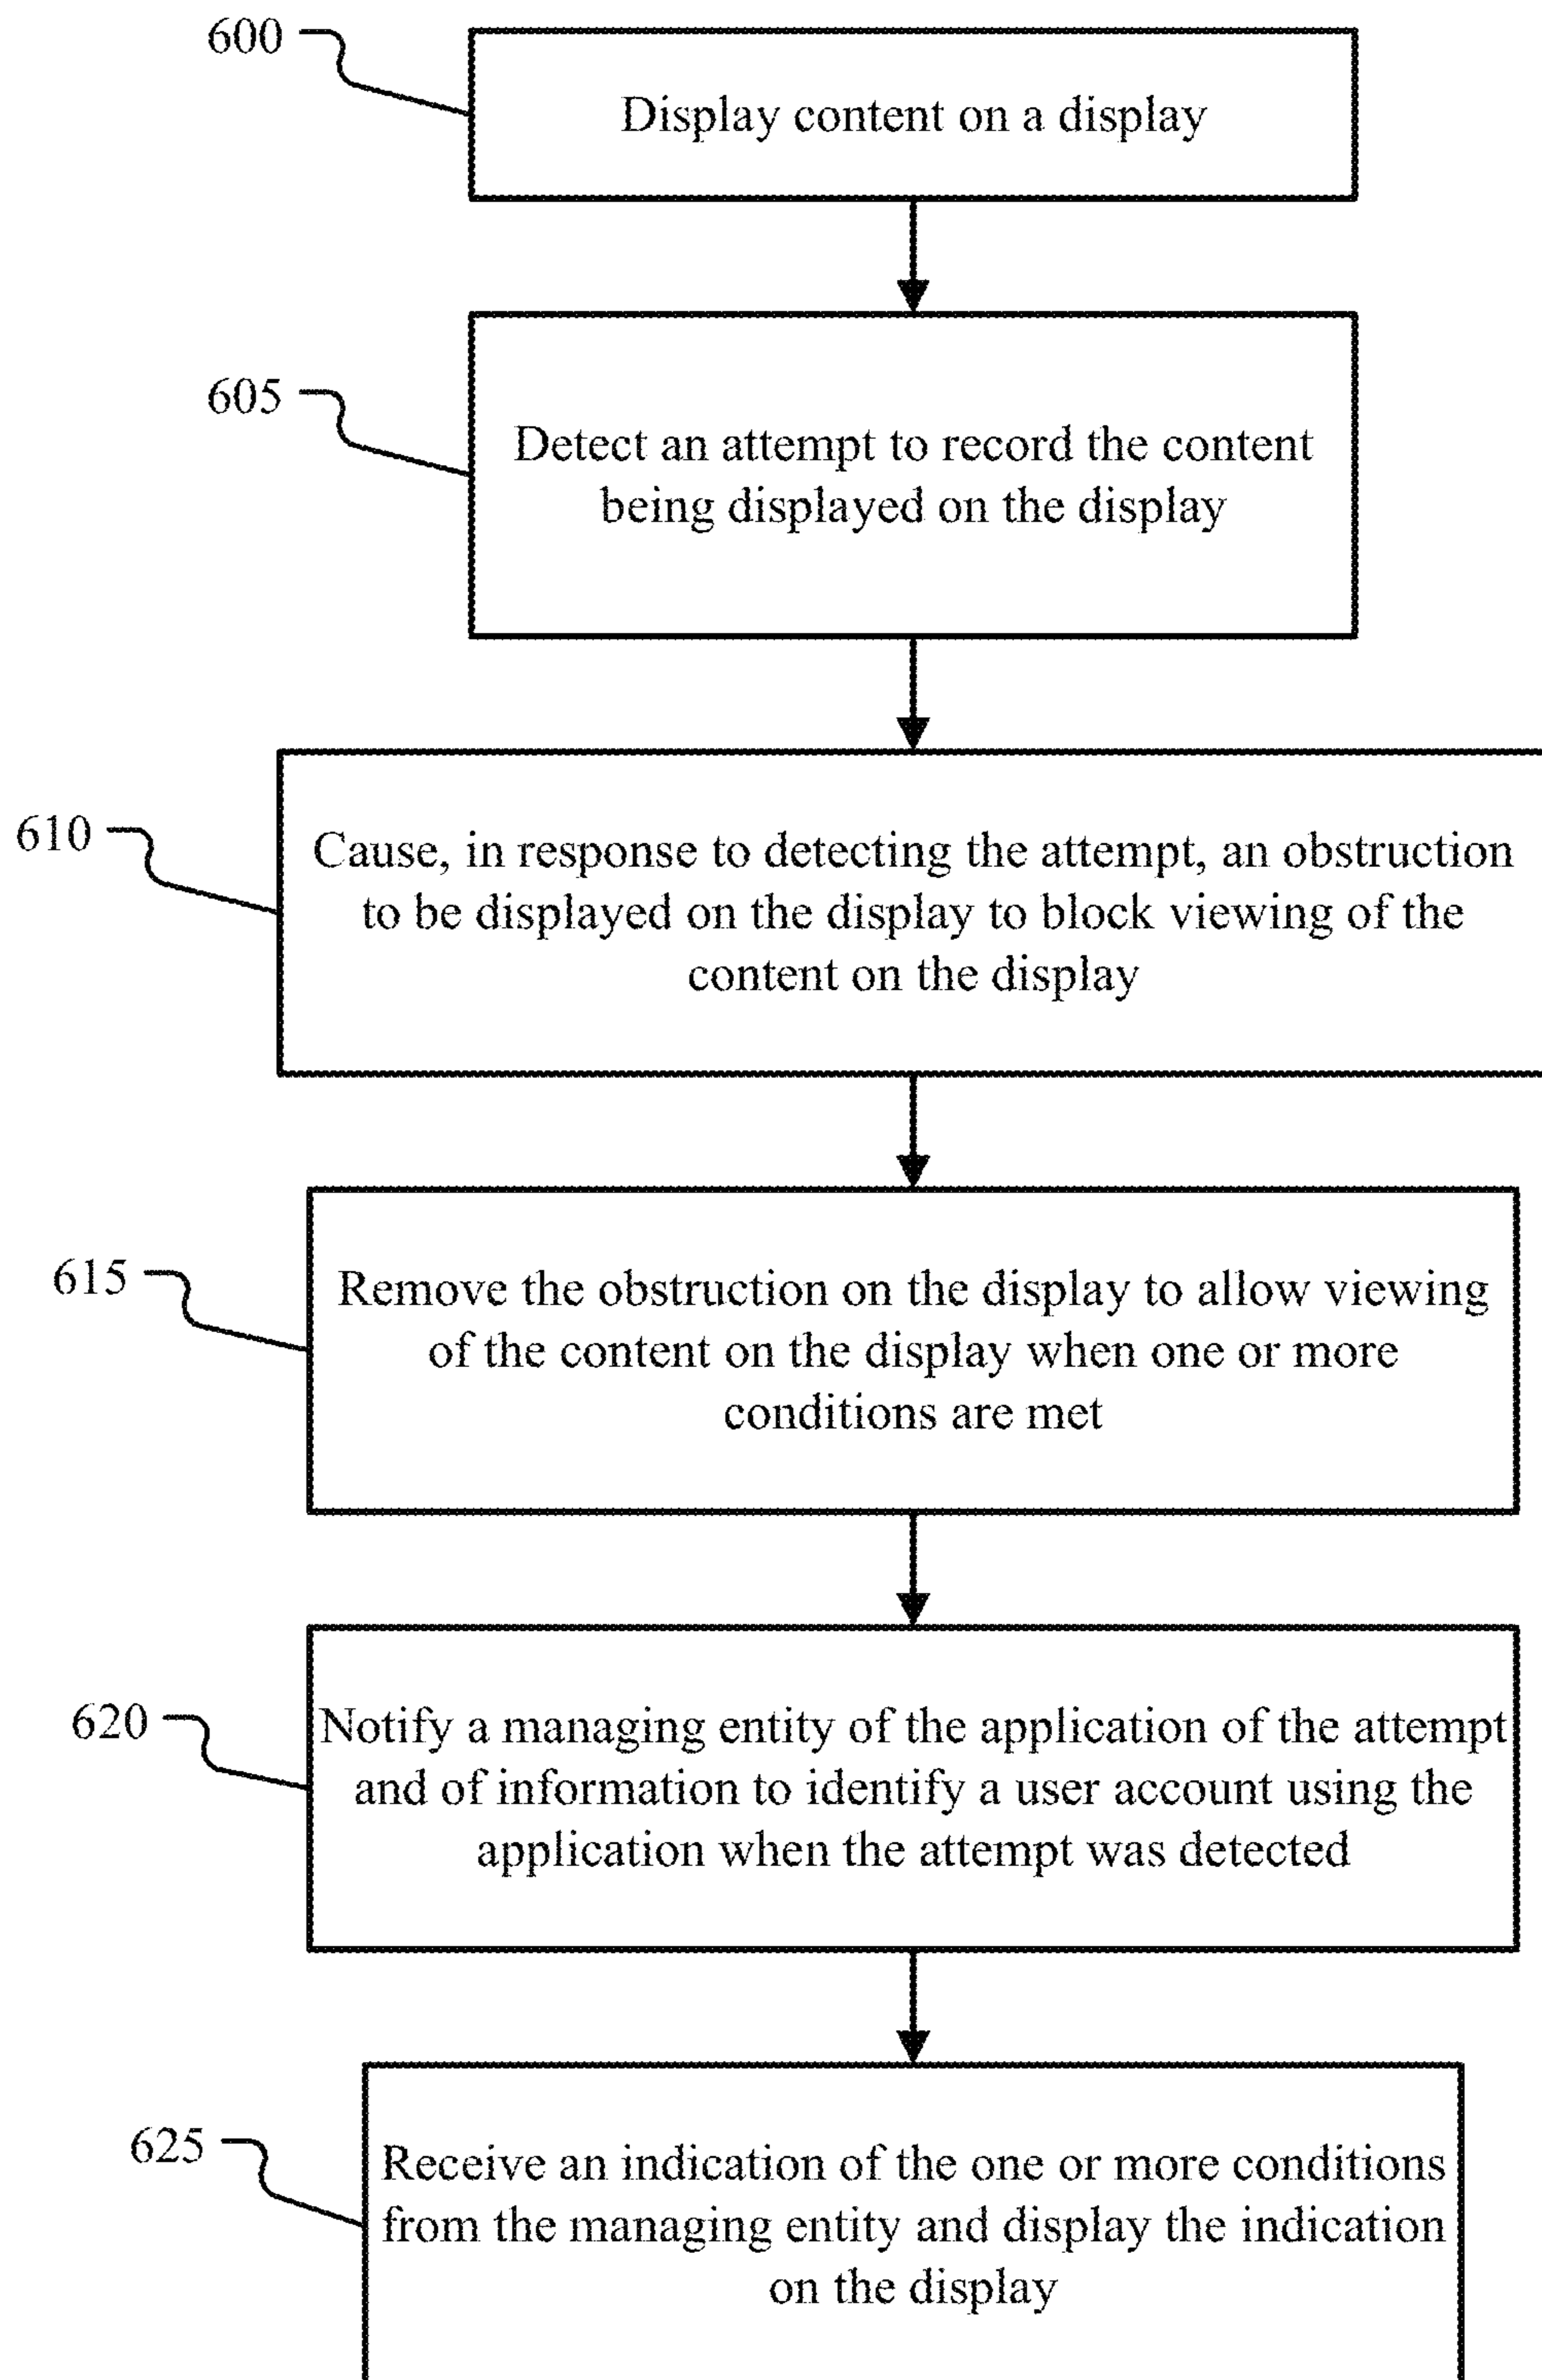 600
Display content on a display
605
Detect an attempt to record the content
being displayed on the display
610
Cause, in response to detecting the attempt, an obstruction
to be displayed on the display to block viewing of the
content on the display
615
Remove the obstruction on the display to allow viewing
of the content on the display when one or more
conditions are met
620
Notify a managing entity of the application of the attempt
and of information to identify a user account using the
application when the attempt was detected
625
Receive an indication of the one or more conditions
from the managing entity and display the indication
on the display